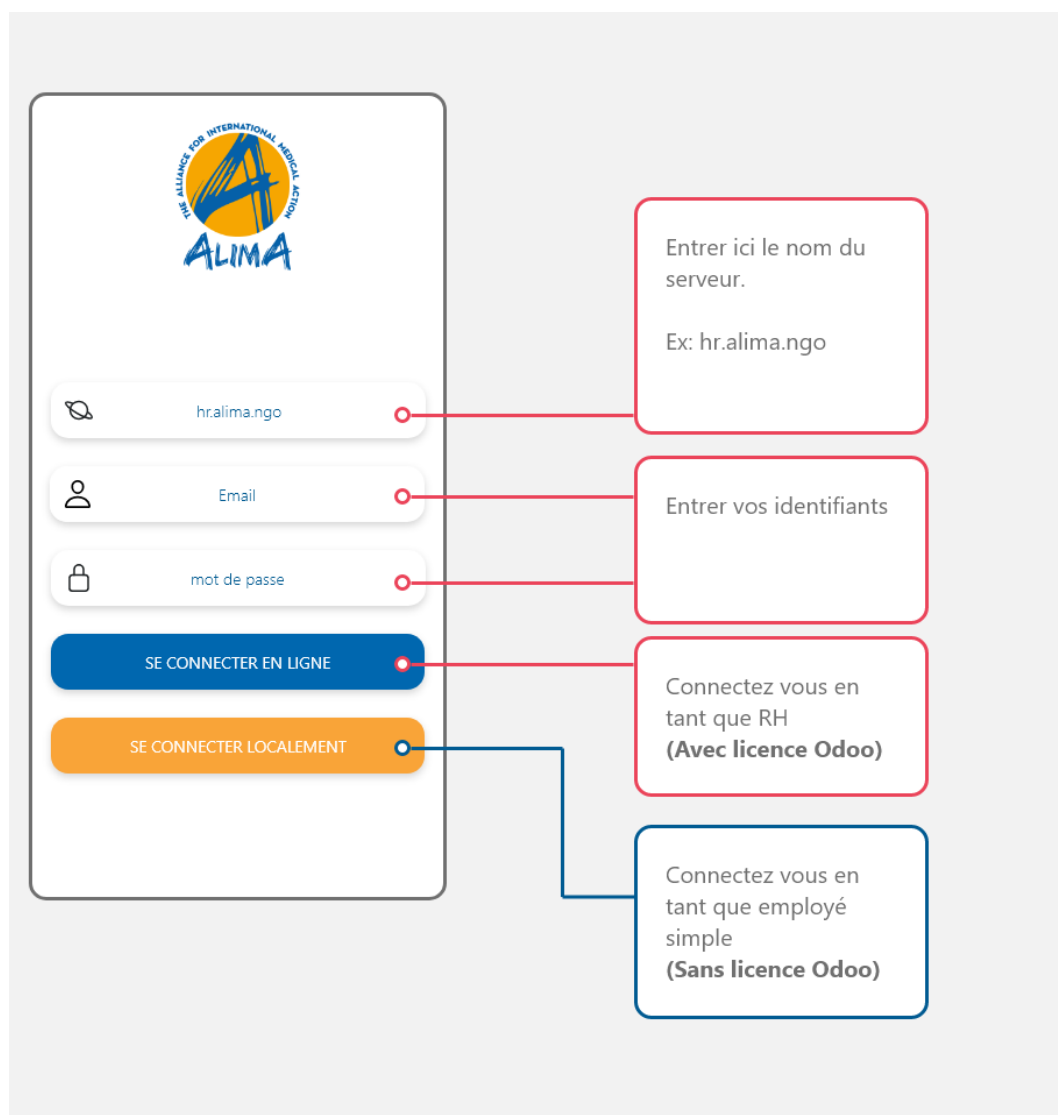 THE ALLIANCE FOR INTERNATIONAL MEDICAL ACTION
ALIMA
hr.alima.ngo
Email
mot de passe
SE CONNECTER EN LIGNE
SE CONNECTER LOCALEMENT
Entrer ici le nom du
serveur.
Ex: hr.alima.ngo
Entrer vos identifiants
Connectez vous en
tant que RH
(Avec licence Odoo)
Connectez vous en
tant que employé
simple
(Sans licence Odoo)